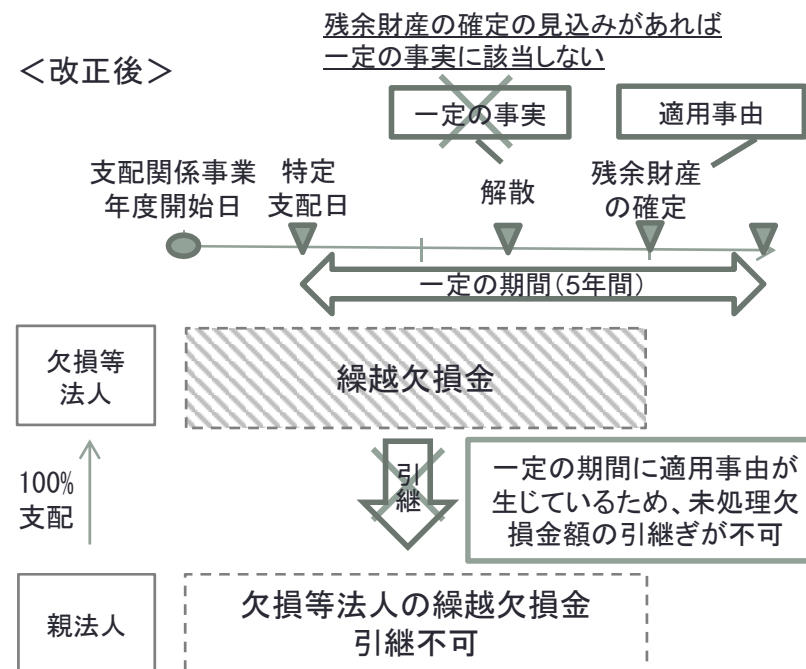 残余財産の確定の見込みがあれば
一定の事実に該当しない
＜改正後＞
一定の事実
適用事由
支配関係事業
年度開始日
特定
支配日
解散
残余財産
の確定
一定の期間（5年間）
欠損等
法人
繰越欠損金
100%
支配
引
継
一定の期間に適用事由が
生じているため、未処理欠
損金額の引継ぎが不可
親法人
欠損等法人の繰越欠損金
引継不可